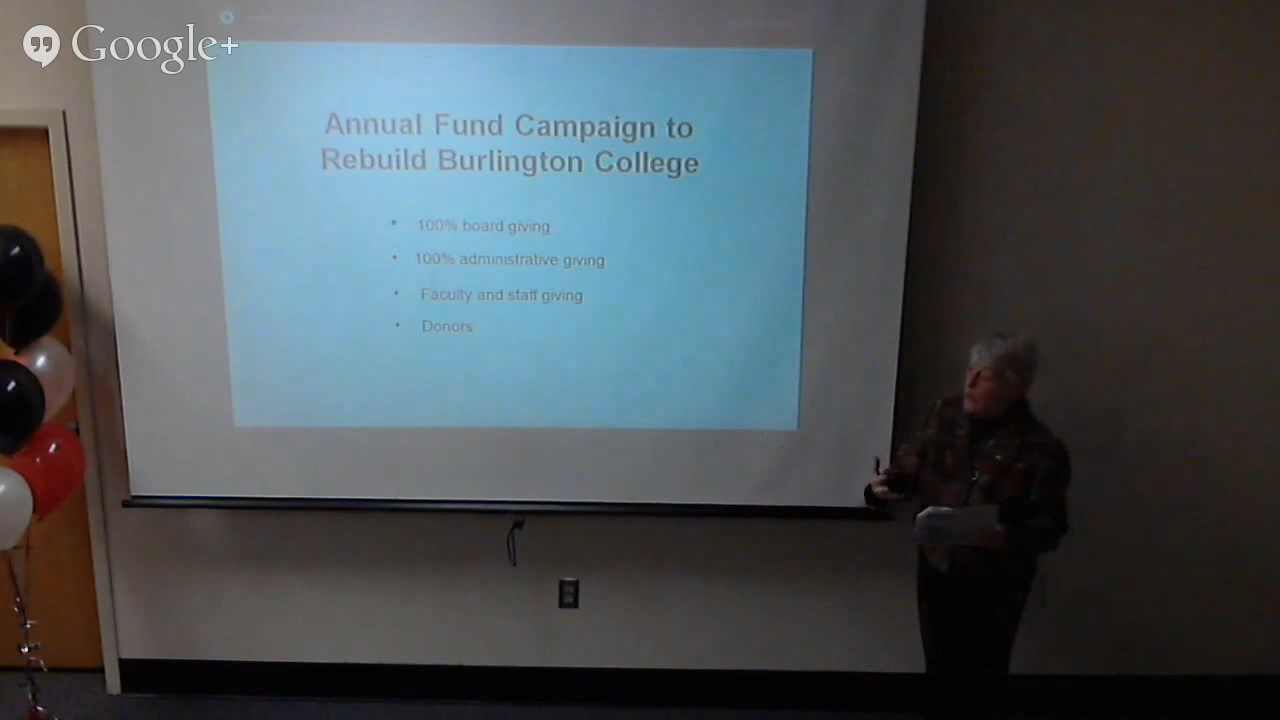 Google+
Annual Fund Campaign to
Rebuild Burlington College
• 100% board giving
• 100% administrative giving
• Faculty and staff giving
• Donors